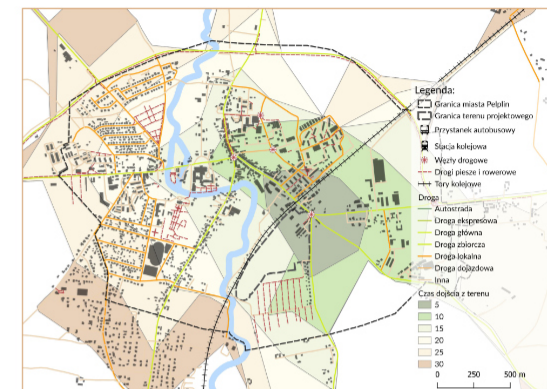 Legenda:
Granica miasta Pelplin
Granica terenu projektowego
Przystanek autobusowy
Stacja kolejowa
Węzły drogowe
Drogi piesze i rowerowe
Tory kolejowe
Droga
Autostrada
Droga ekspresowa
Droga główna
Droga zbiorcza
Droga lokalna
Droga dojazdowa
Inna
Czas dojścia z terenu
5
10
15
20
25
30
0 250 500 m